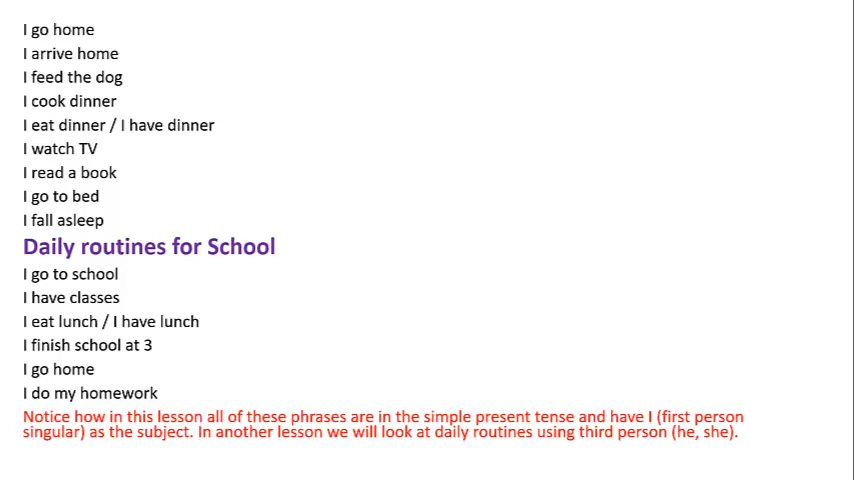 I go home
I arrive home
I feed the dog
I cook dinner
I eat dinner / I have dinner
I watch TV
I read a book
I go to bed
I fall asleep
Daily routines for School
I go to school
I have classes
I eat lunch / I have lunch
I finish school at 3
I go home
I do my homework
Notice how in this lesson all of these phrases are in the simple present tense and have I (first person
singular) as the subject. In another lesson we will look at daily routines using third person (he, she).